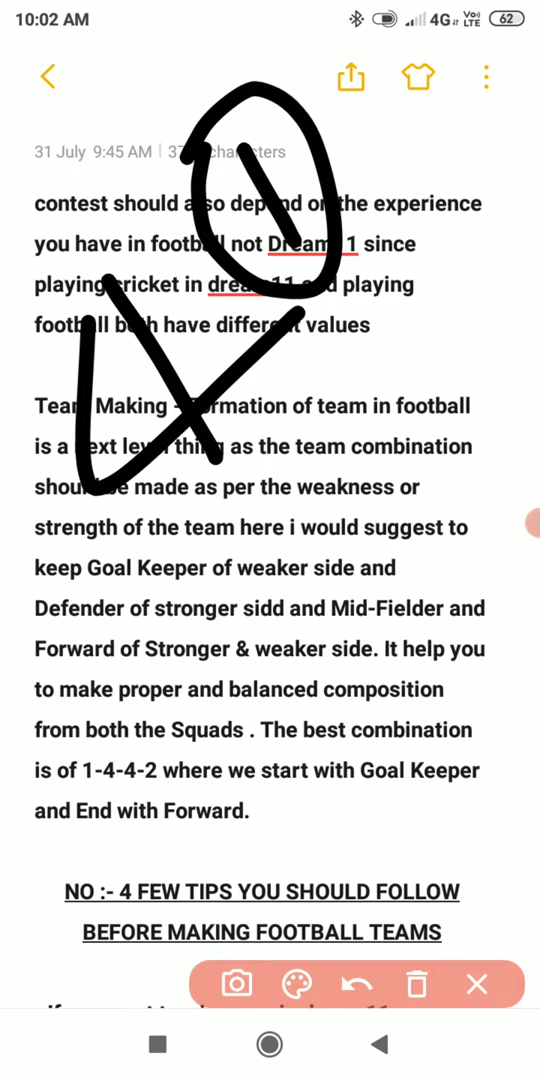 10:02 AM
4G
Vo)
LTE
62
31 July 9:45 AM
1
contest should also depend on the experience
you have in football not Dream11 since
playing cricket in dream11 and playing
football both have different values
4
Team Making - Formation of team in football
is a next level thing as the team combination
should be made as per the weakness or
strength of the team here i would suggest to
keep Goal Keeper of weaker side and
Defender of stronger sidd and Mid-Fielder and
Forward of Stronger & weaker side. It help you
to make proper and balanced composition
from both the Squads . The best combination
is of 1-4-4-2 where we start with Goal Keeper
and End with Forward.
NO :- 4 FEW TIPS YOU SHOULD FOLLOW
BEFORE MAKING FOOTBALL TEAMS